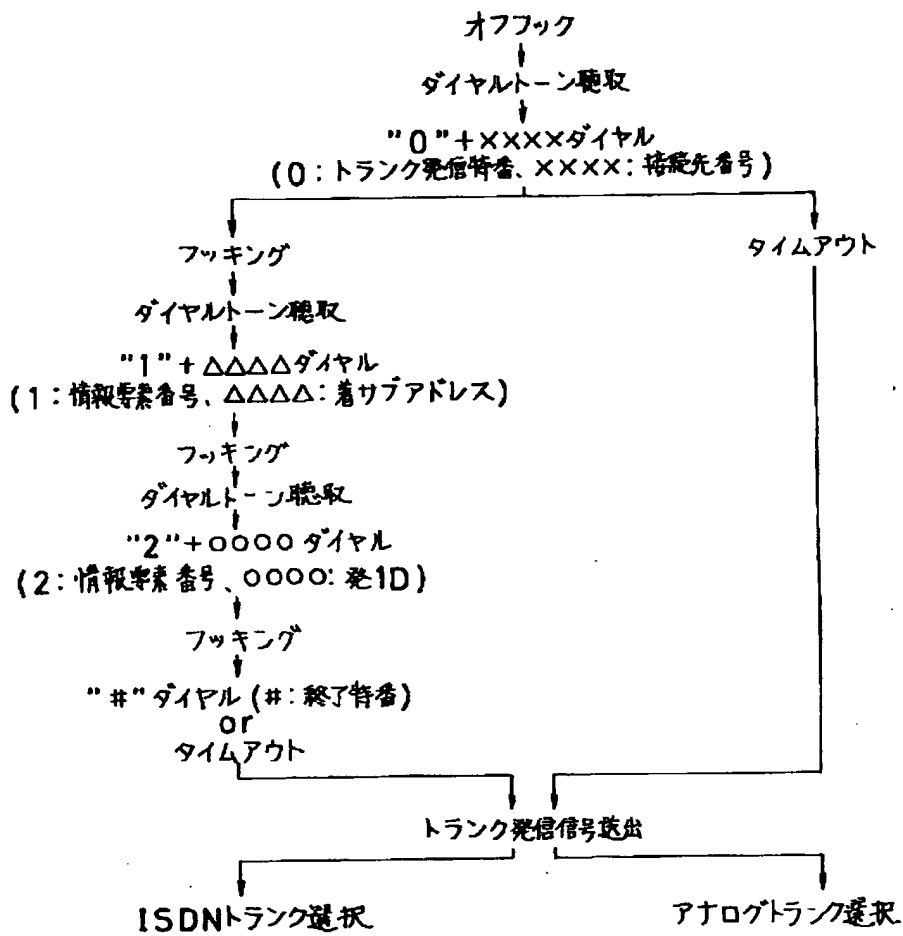 オフフック
ダイヤルトーン聴取
"0"+××××ダイヤル
(0:トランク発信特番、××××:接続先番号)
フッキング
タイムアウト
ダイヤルトーン聴取
"1"+△△△△ダイヤル
(1:情報要素番号、△△△△:着サブアドレス)
フッキング
ダイヤルトーン聴取
"2"+○○○○ダイヤル
(2:情報要素番号、○○○○:発ID)
フッキング
"#"ダイヤル(#:終了特番)
or
タイムアウト
トランク発信信号送出
ISDNトランク選択
アナログトランク選択